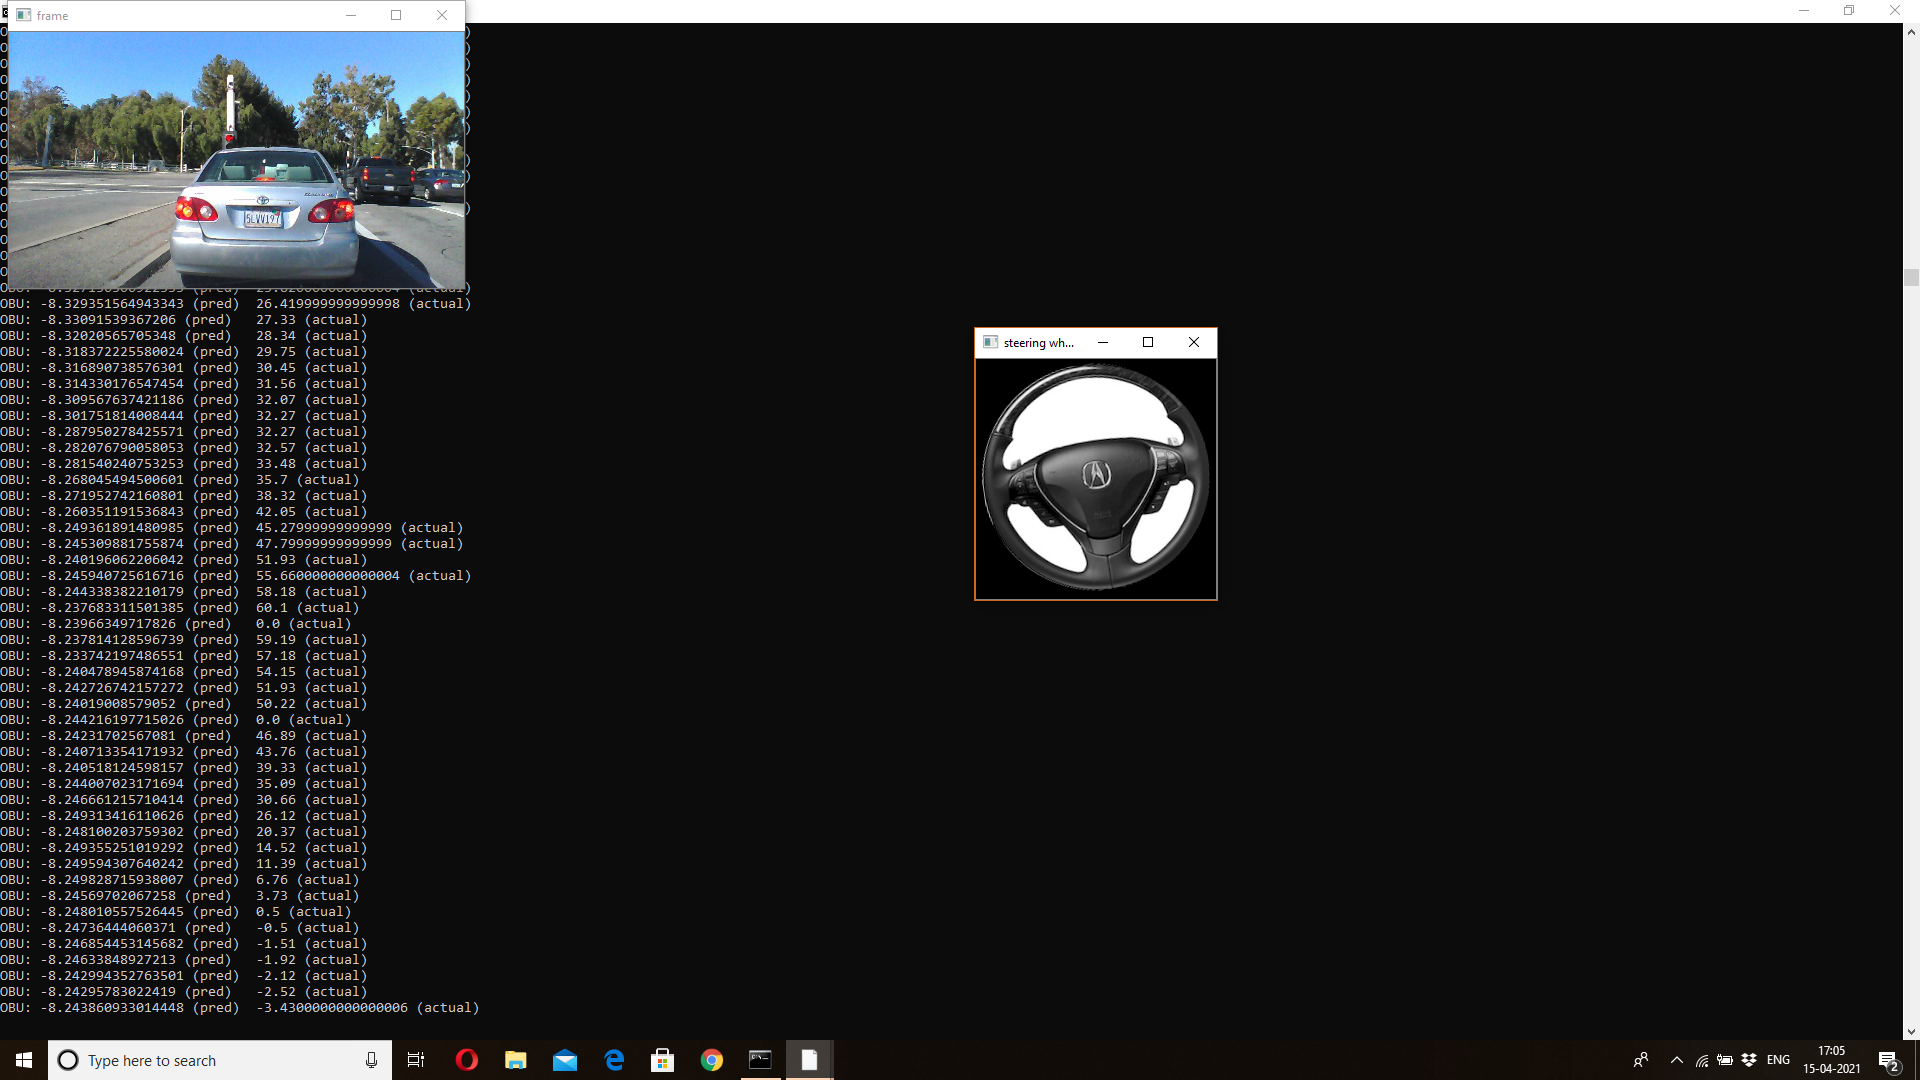 frame
5LVV197
OBU: -8.329351564943343 (pred)  26.419999999999998 (actual)
OBU: -8.33091539367206 (pred)   27.33 (actual)
OBU: -8.32020565705348 (pred)   28.34 (actual)
OBU: -8.318372225580024 (pred)  29.75 (actual)
OBU: -8.316890738576301 (pred)  30.45 (actual)
OBU: -8.314330176547454 (pred)  31.56 (actual)
OBU: -8.309567637421186 (pred)  32.07 (actual)
OBU: -8.301751814008444 (pred)  32.27 (actual)
OBU: -8.287950278425571 (pred)  32.27 (actual)
OBU: -8.282076790058053 (pred)  32.57 (actual)
OBU: -8.281540240753253 (pred)  33.48 (actual)
OBU: -8.268045494500601 (pred)  35.7 (actual)
OBU: -8.271952742160801 (pred)  38.32 (actual)
OBU: -8.260351191536843 (pred)  42.05 (actual)
OBU: -8.249361891480985 (pred)  45.27999999999999 (actual)
OBU: -8.245309881755874 (pred)  47.79999999999999 (actual)
OBU: -8.240196062206042 (pred)  51.93 (actual)
OBU: -8.245940725616716 (pred)  55.660000000000004 (actual)
OBU: -8.244338382210179 (pred)  58.18 (actual)
OBU: -8.237683311501385 (pred)  60.1 (actual)
OBU: -8.23966349717826 (pred)   0.0 (actual)
OBU: -8.237814128596739 (pred)  59.19 (actual)
OBU: -8.233742197486551 (pred)  57.18 (actual)
OBU: -8.240478945874168 (pred)  54.15 (actual)
OBU: -8.242726742157272 (pred)  51.93 (actual)
OBU: -8.24019008579052 (pred)   50.22 (actual)
OBU: -8.244216197715026 (pred)  0.0 (actual)
OBU: -8.24231702567081 (pred)   46.89 (actual)
OBU: -8.240713354171932 (pred)  43.76 (actual)
OBU: -8.240518124598157 (pred)  39.33 (actual)
OBU: -8.244007023171694 (pred)  35.09 (actual)
OBU: -8.246661215710414 (pred)  30.66 (actual)
OBU: -8.249313416110626 (pred)  26.12 (actual)
OBU: -8.248100203759302 (pred)  20.37 (actual)
OBU: -8.249355251019292 (pred)  14.52 (actual)
OBU: -8.249594307640242 (pred)  11.39 (actual)
OBU: -8.249828715938007 (pred)  6.76 (actual)
OBU: -8.24569702067258 (pred)   3.73 (actual)
OBU: -8.248010557526445 (pred)  0.5 (actual)
OBU: -8.24736444060371 (pred)   -0.5 (actual)
OBU: -8.246854453145682 (pred)  -1.51 (actual)
OBU: -8.24633848927213 (pred)   -1.92 (actual)
OBU: -8.242994352763501 (pred)  -2.12 (actual)
OBU: -8.24295783022419 (pred)   -2.52 (actual)
OBU: -8.243860933014448 (pred)  -3.4300000000000006 (actual)
steering wh...
Type here to search
ENG
17:05
15-04-2021
2